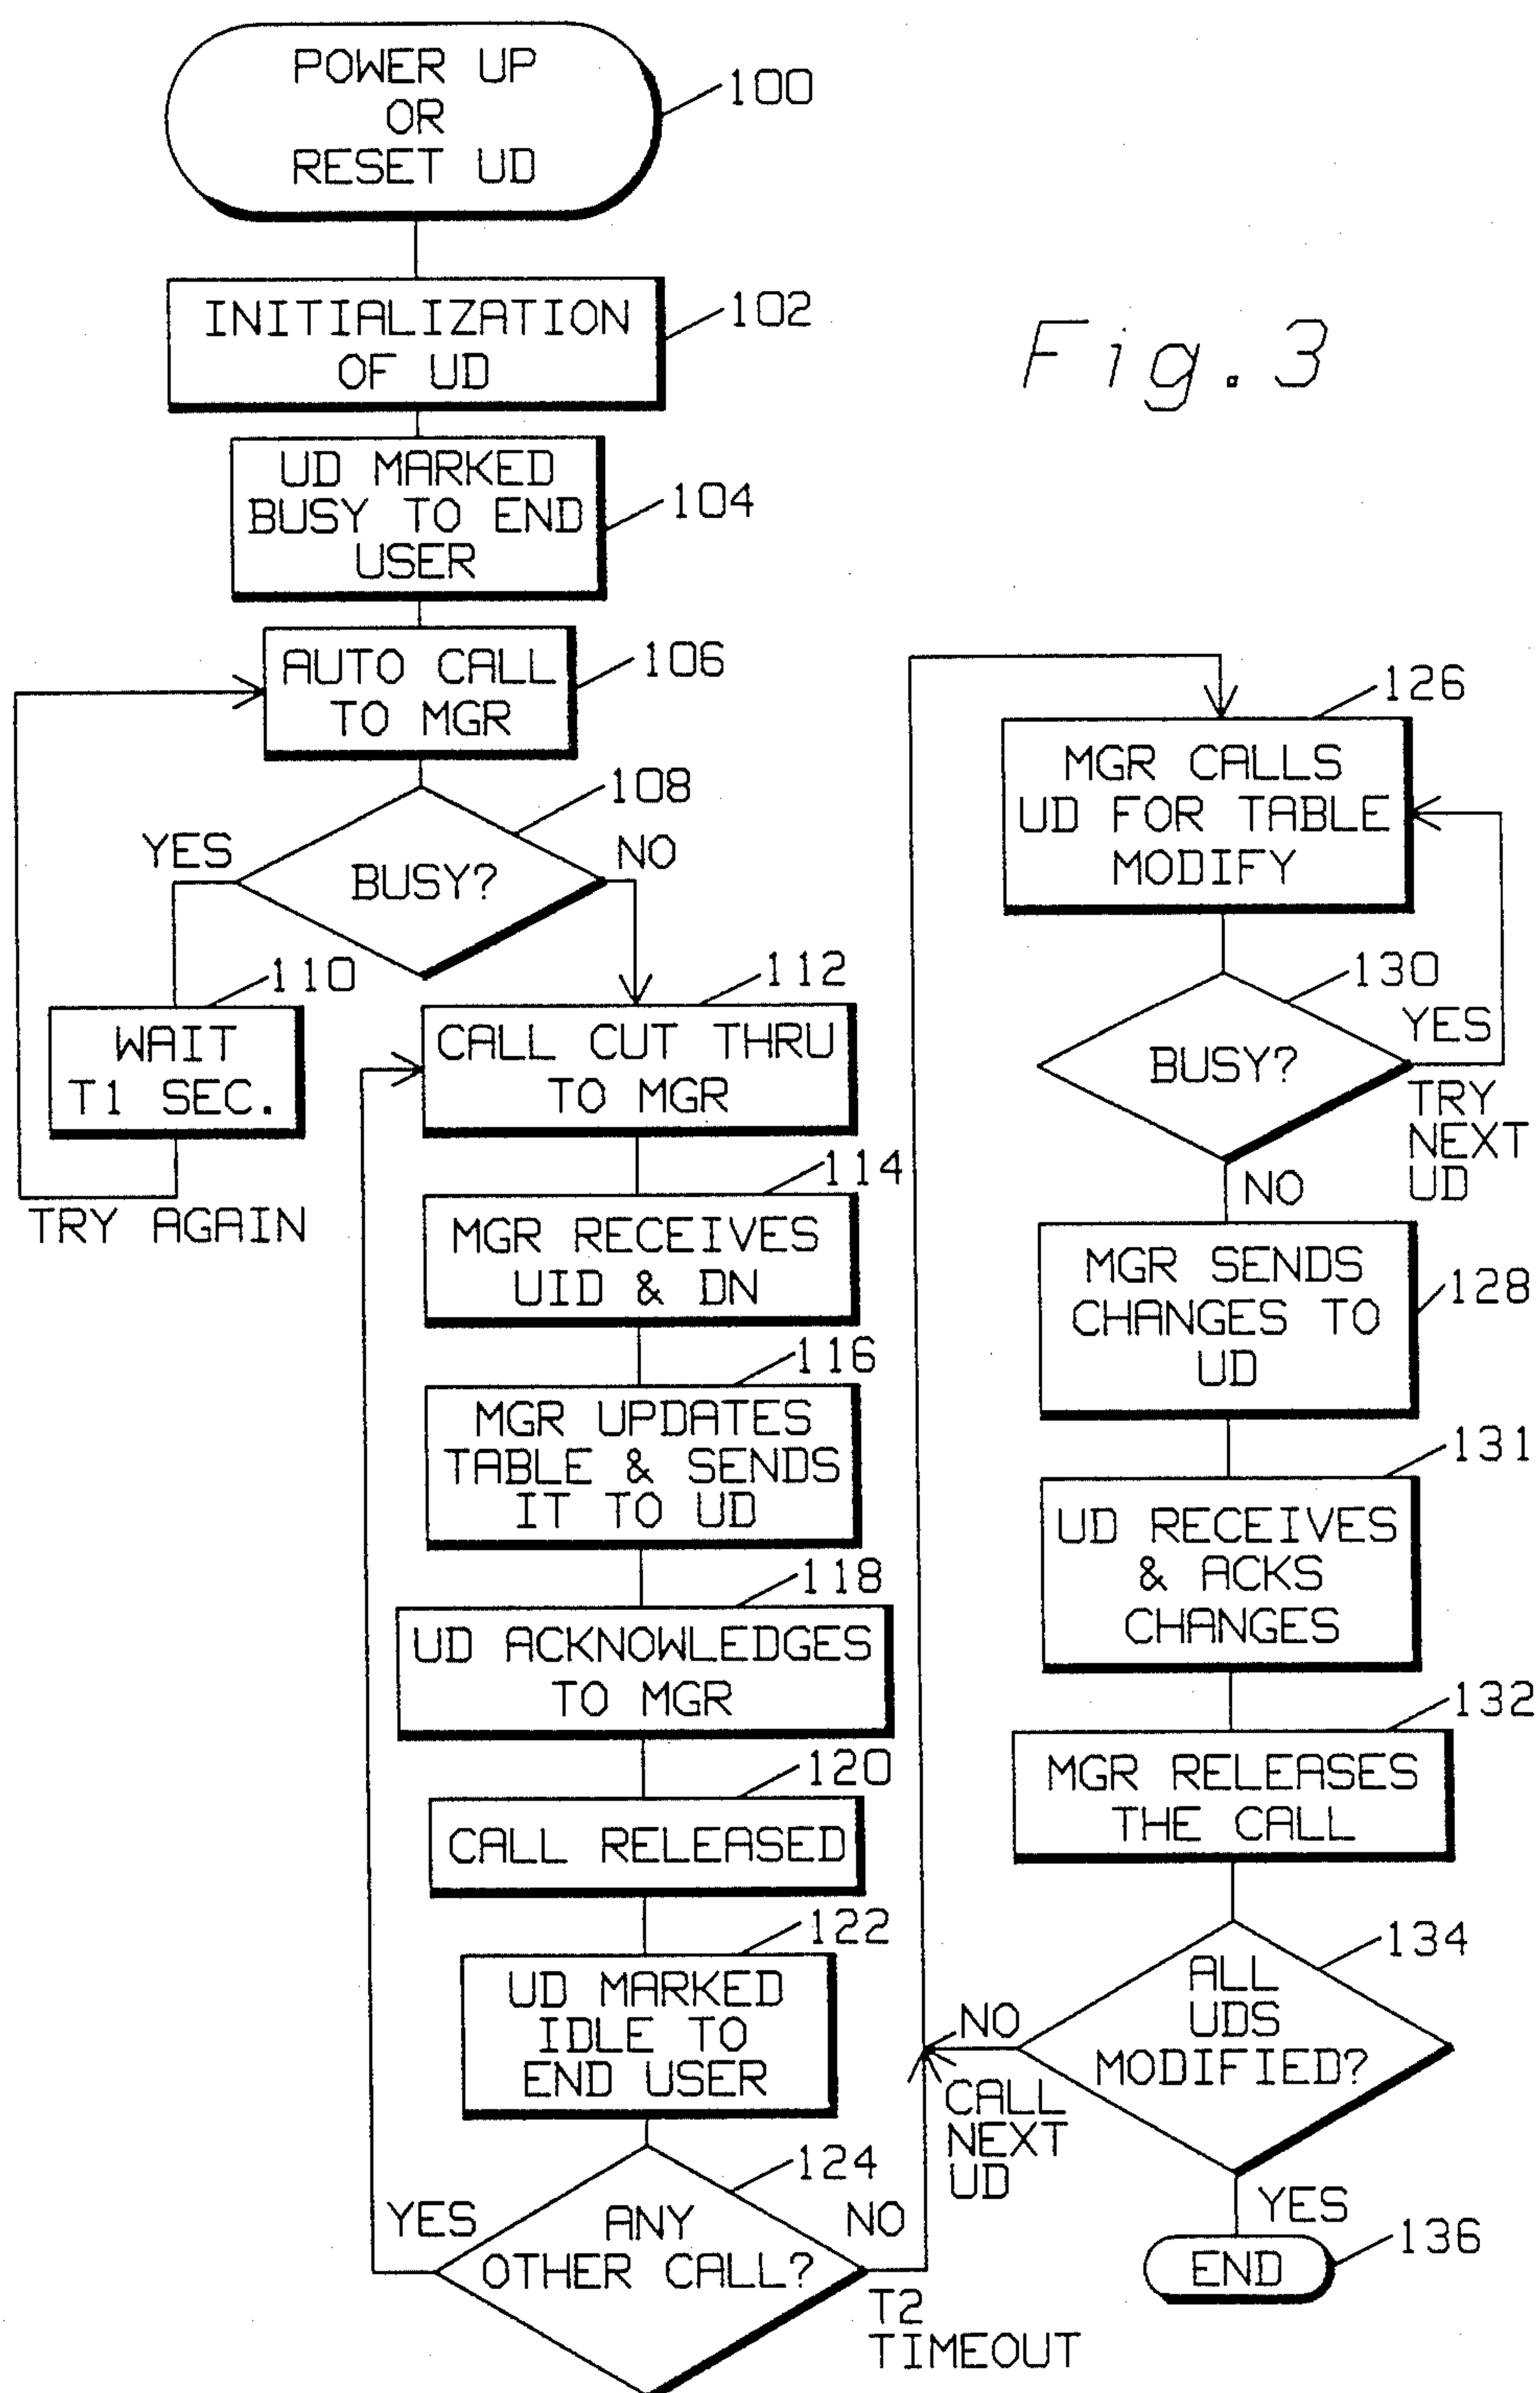 POWER UP
OR
RESET UD
100
INITIALIZATION
OF UD
102
Fig. 3
UD MARKED
BUSY TO END
USER
104
AUTO CALL
TO MGR
106
108
YES
BUSY?
NO
110
WAIT
T1 SEC.
TRY AGAIN
112
CALL CUT THRU
TO MGR
114
MGR RECEIVES
UID & DN
116
MGR UPDATES
TABLE & SENDS
IT TO UD
118
UD ACKNOWLEDGES
TO MGR
120
CALL RELEASED
122
UD MARKED
IDLE TO
END USER
124
YES
ANY
OTHER CALL?
NO
T2
TIMEOUT
126
MGR CALLS
UD FOR TABLE
MODIFY
130
BUSY?
YES
TRY
NEXT
UD
NO
MGR SENDS
CHANGES TO
UD
128
131
UD RECEIVES
& ACKS
CHANGES
132
MGR RELEASES
THE CALL
134
ALL
UDS
MODIFIED?
NO
CALL
NEXT
UD
YES
END
136